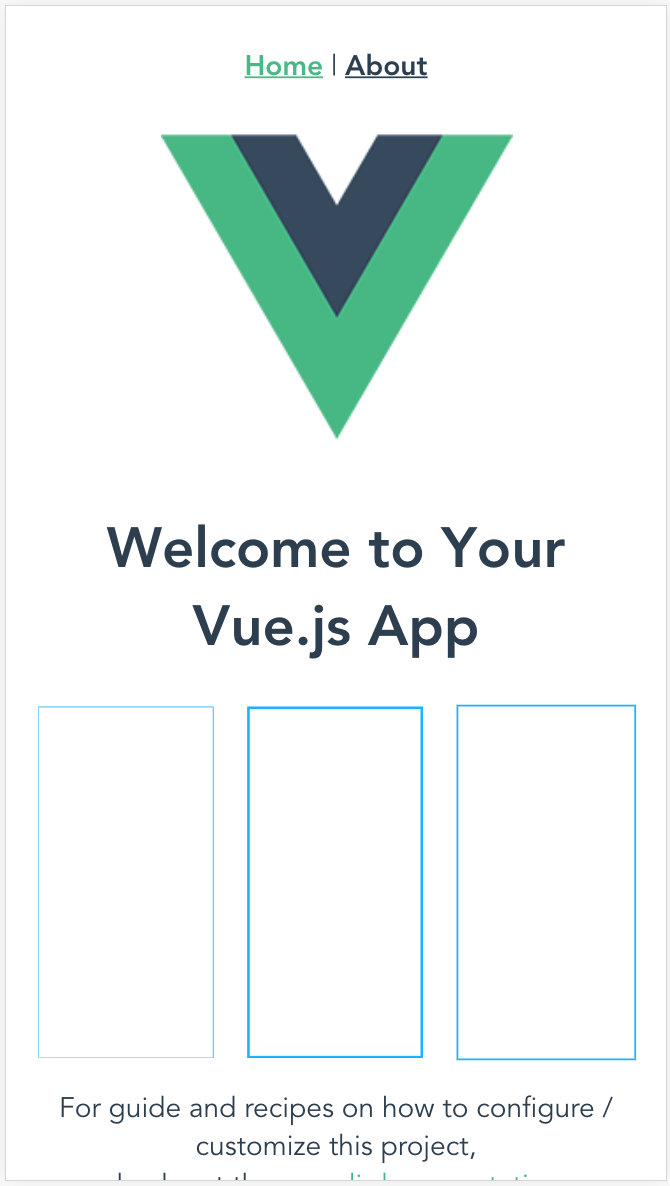 Home | About
Welcome to Your
Vue.js App
For guide and recipes on how to configure /
customize this project,